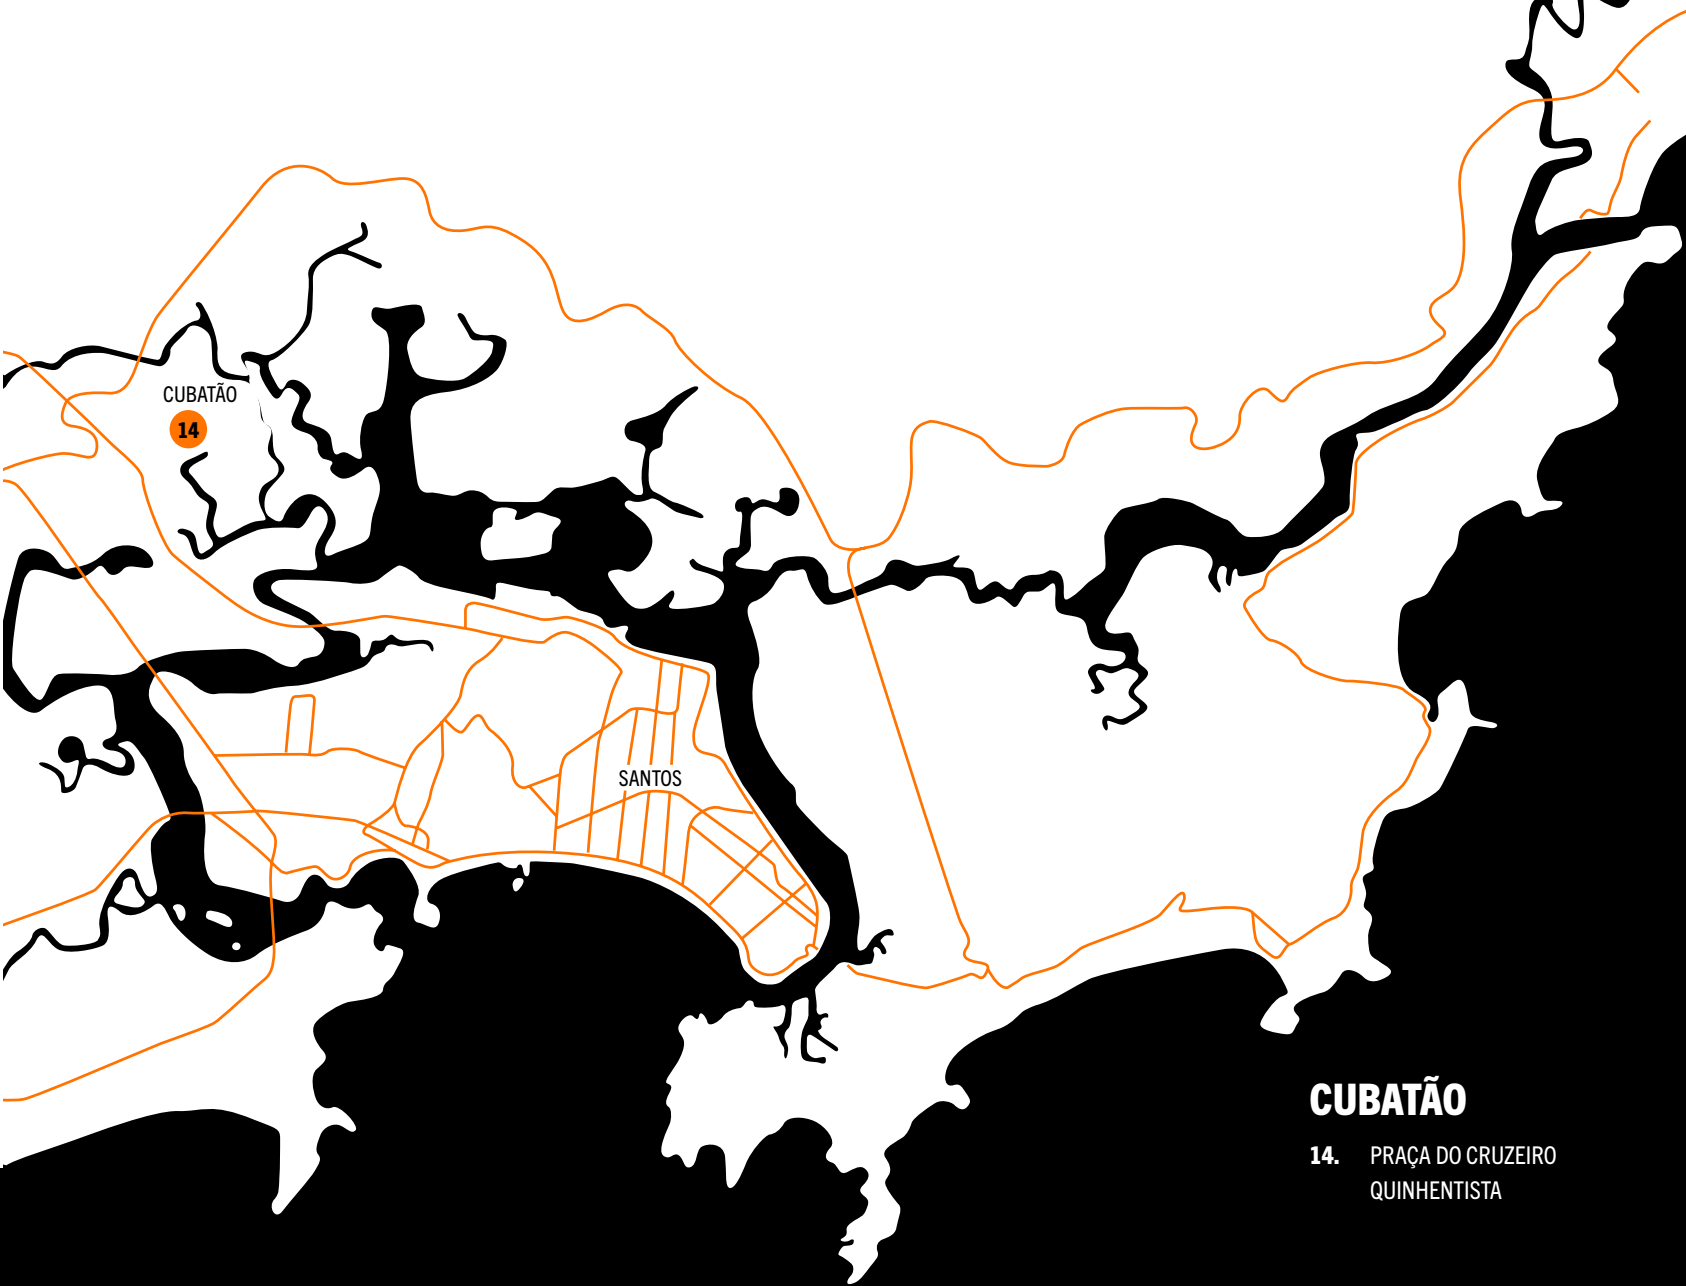 CUBATÃO
14
SANTOS
CUBATÃO
14. PRAÇA DO CRUZEIRO
QUINHENTISTA